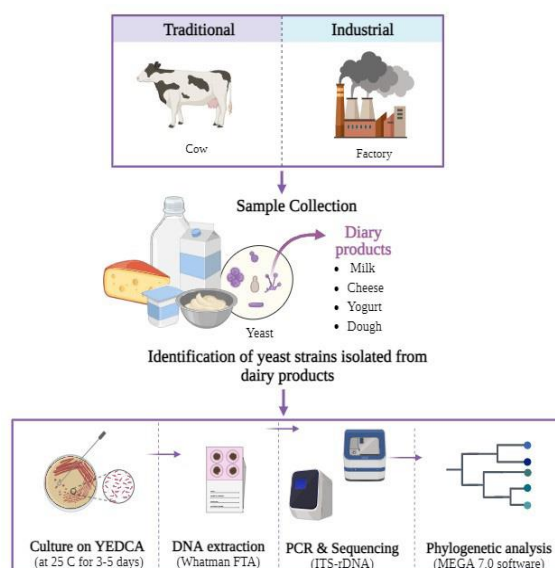 Traditional
Industrial
Cow
Factory
Sample Collection
Diary
products
• Milk
• Cheese
• Yogurt
• Dough
Yeast
Identification of yeast strains isolated from
dairy products
Culture on YEDCA
(at 25 C for 3-5 days)
DNA extraction
(Whatman FTA)
PCR & Sequencing
(ITS-rDNA)
Phylogenetic analysis
(MEGA 7.0 software)